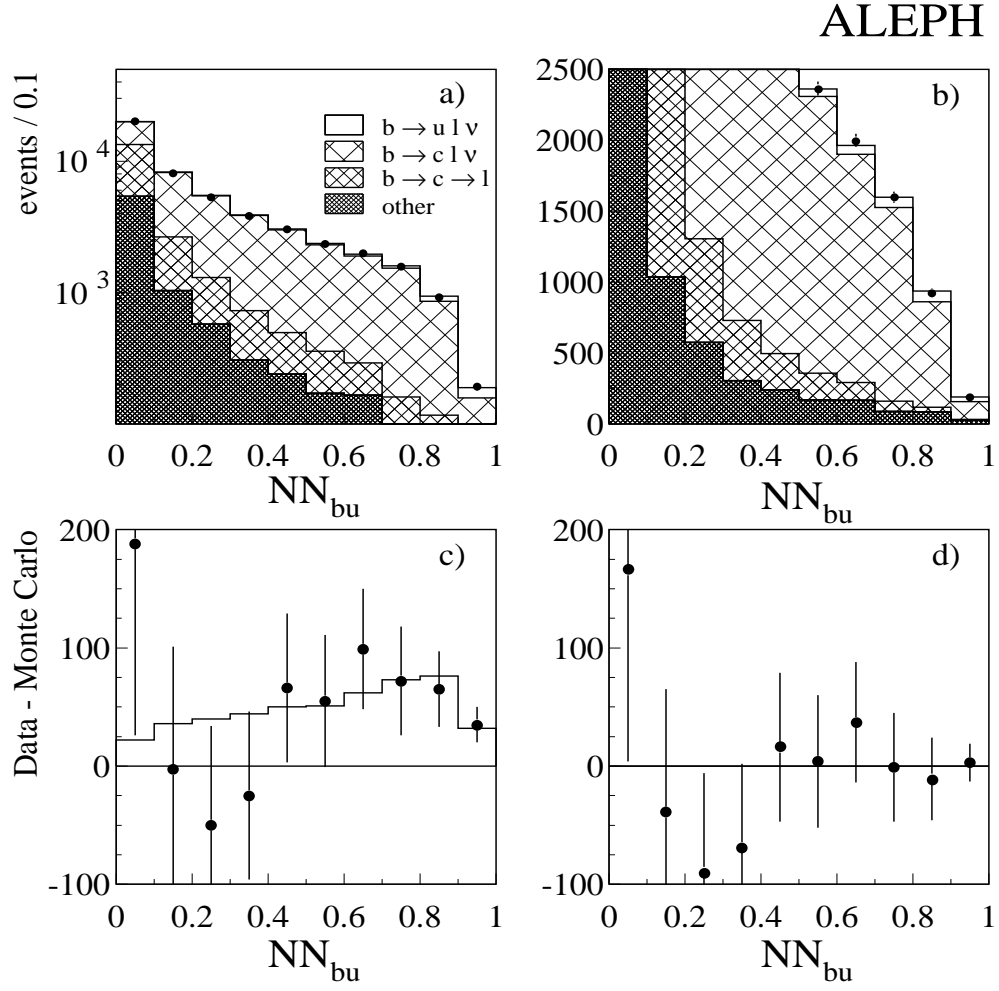 ALEPH
events / 0.1
a)
b → u l ν
b → c l ν
b → c → l
other
10^4
10^3
0 0.2 0.4 0.6 0.8 1
NN_bu
b)
2500
2000
1500
1000
500
0
0 0.2 0.4 0.6 0.8 1
NN_bu
Data - Monte Carlo
c)
200
100
0
-100
0 0.2 0.4 0.6 0.8 1
NN_bu
d)
200
100
0
-100
0 0.2 0.4 0.6 0.8 1
NN_bu